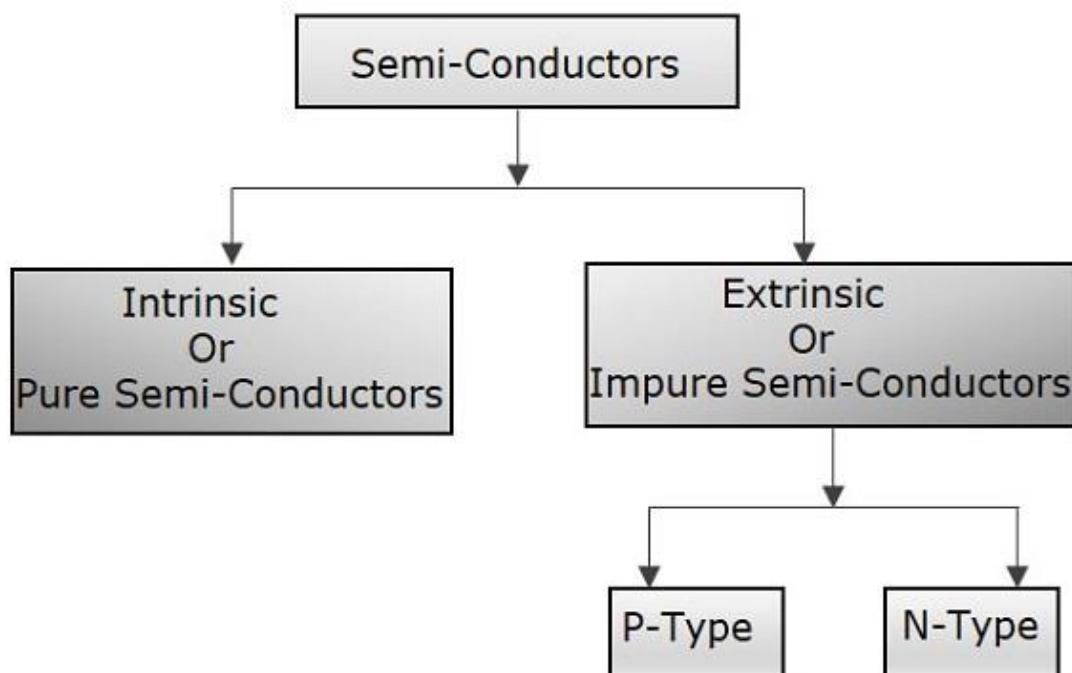 Semi-Conductors
Intrinsic
Or
Pure Semi-Conductors
Extrinsic
Or
Impure Semi-Conductors
P-Type
N-Type